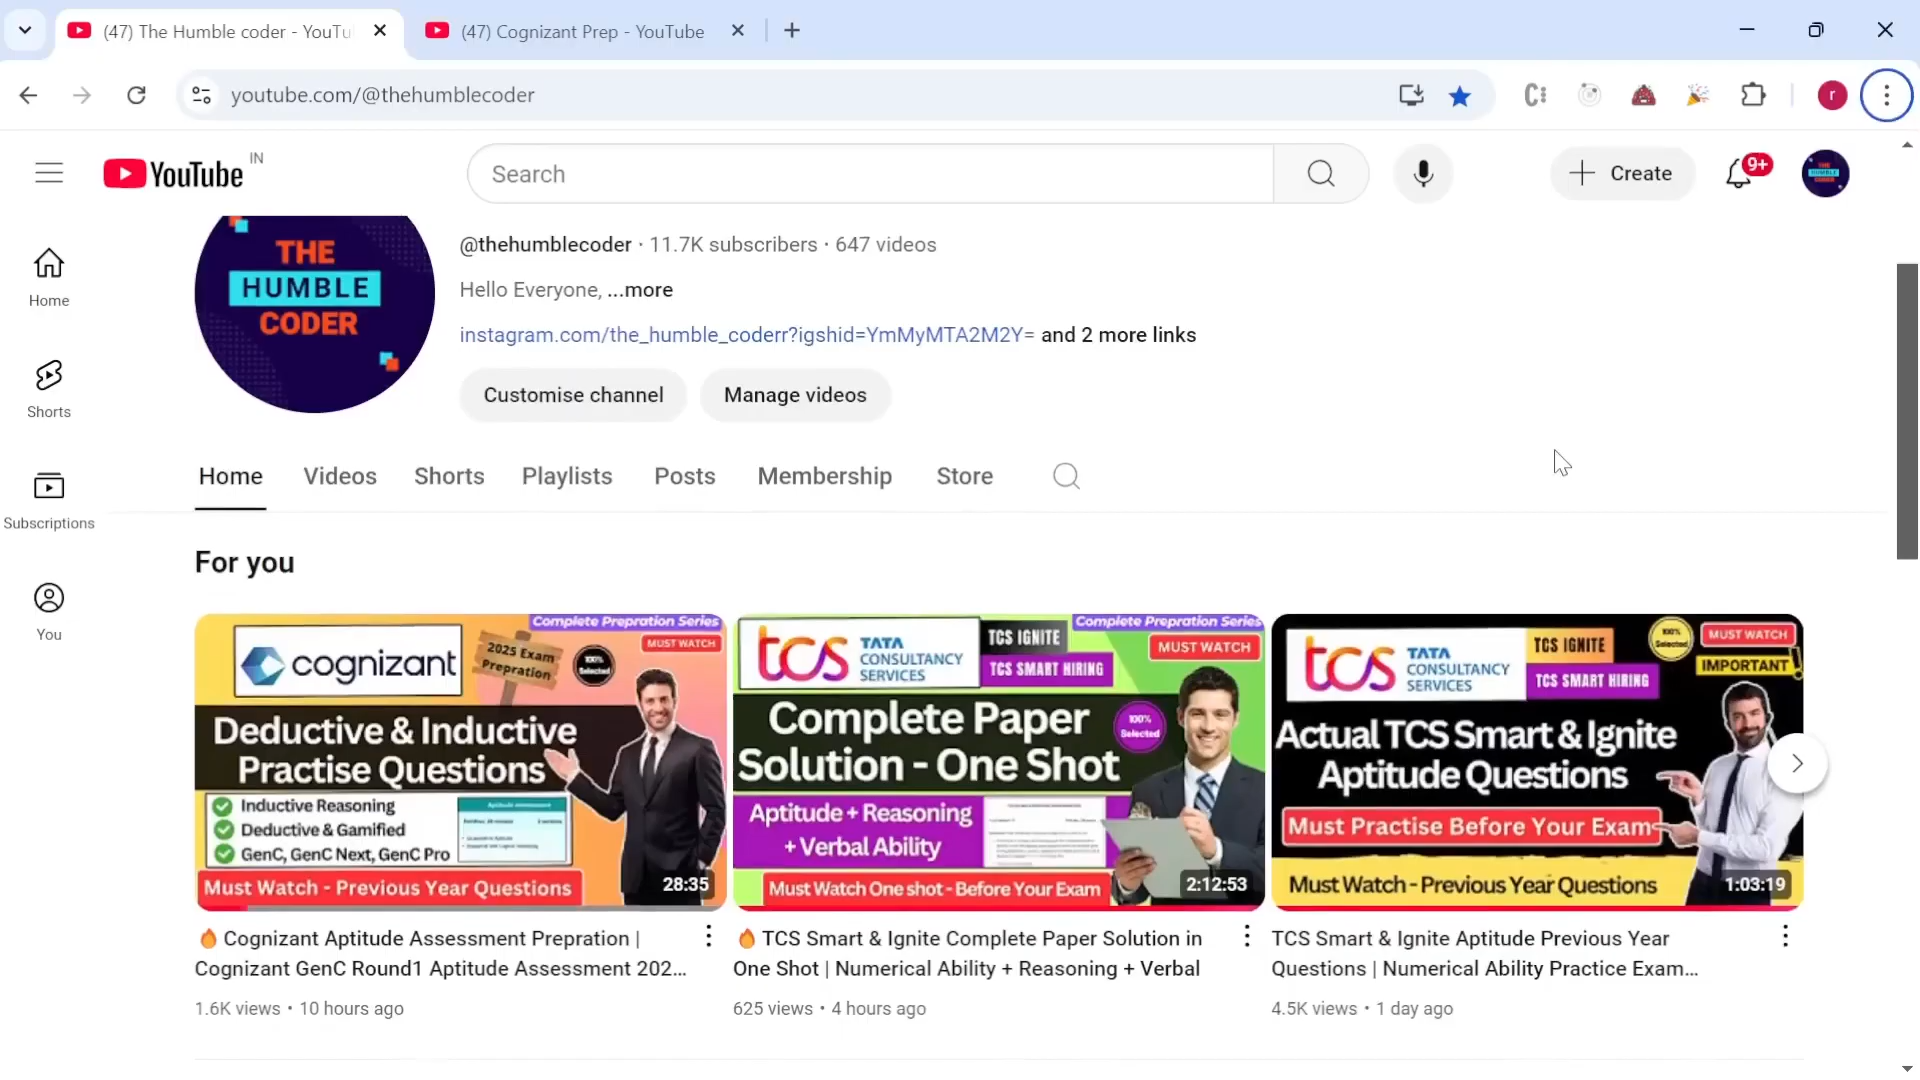 (47) The Humble coder - YouTu
(47) Cognizant Prep - YouTube
youtube.com/@thehumblecoder
r
YouTube IN
Search
Create
9+
THE
HUMBLE
CODER
THE
HUMBLE
CODER
@thehumblecoder · 11.7K subscribers · 647 videos
Hello Everyone, ...more
instagram.com/the_humble_coderr?igshid=YmMyMTA2M2Y= and 2 more links
Customise channel
Manage videos
Home
Shorts
Subscriptions
You
Home Videos Shorts Playlists Posts Membership Store
For you
Complete Prepration Series
cognizant
2025 Exam
Prepration
100%
Selected
MUST WATCH
Deductive & Inductive
Practise Questions
Inductive Reasoning
Deductive & Gamified
GenC, GenC Next, GenC Pro
Must Watch - Previous Year Questions
28:35
🔥 Cognizant Aptitude Assessment Prepration |
Cognizant GenC Round1 Aptitude Assessment 202...
1.6K views • 10 hours ago
Complete Prepration Series
tcs TATA
CONSULTANCY
SERVICES
TCS IGNITE
TCS SMART HIRING
MUST WATCH
Complete Paper
Solution - One Shot
100%
Selected
Aptitude + Reasoning
+ Verbal Ability
Must Watch One shot - Before Your Exam
2:12:53
🔥 TCS Smart & Ignite Complete Paper Solution in
One Shot | Numerical Ability + Reasoning + Verbal
625 views • 4 hours ago
tcs TATA
CONSULTANCY
SERVICES
TCS IGNITE
TCS SMART HIRING
100%
Selected
MUST WATCH
IMPORTANT
Actual TCS Smart & Ignite
Aptitude Questions
Must Practise Before Your Exam
Must Watch - Previous Year Questions
1:03:19
TCS Smart & Ignite Aptitude Previous Year
Questions | Numerical Ability Practice Exam...
4.5K views • 1 day ago